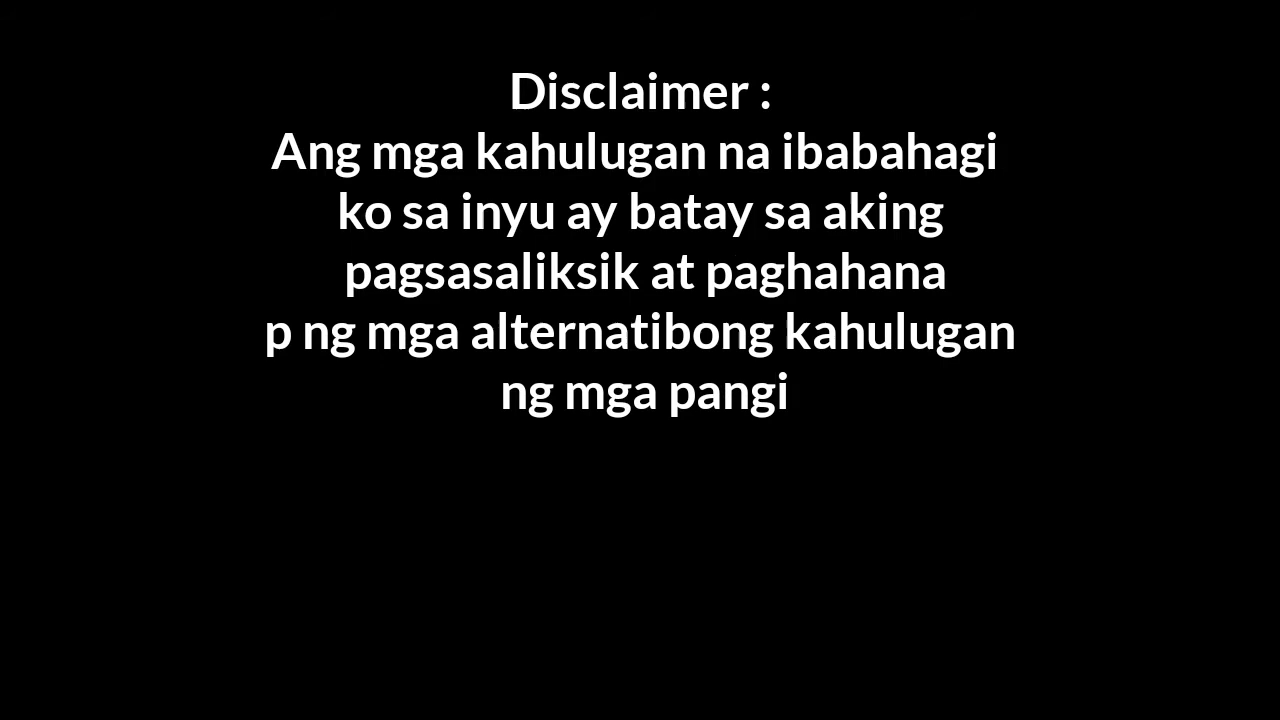 Disclaimer :
Ang mga kahulugan na ibabahagi
ko sa inyu ay batay sa aking
pagsasaliksik at paghahana
p ng mga alternatibong kahulugan
ng mga pangi